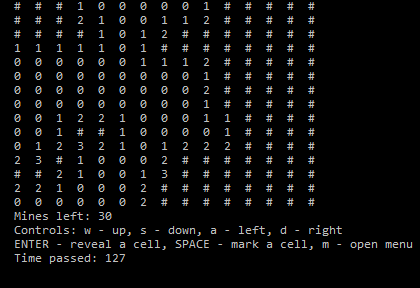 # # # 1 0 0 0 0 0 1 # # # # #
# # # 2 1 0 0 1 1 2 # # # # #
# # # # 1 0 1 2 # # # # # # #
1 1 1 1 1 0 1 # # # # # # # #
0 0 0 0 0 0 1 1 1 2 # # # # #
0 0 0 0 0 0 0 0 0 2 # # # # #
0 0 0 0 0 0 0 0 0 1 # # # # #
0 0 0 0 0 0 0 0 0 1 # # # # #
0 0 1 2 2 1 0 0 0 1 1 # # # #
0 0 1 # # 1 0 0 0 0 1 # # # #
0 1 2 3 2 1 0 1 2 2 2 # # # #
2 3 # 1 0 0 0 2 # # # # # # #
# # 2 1 0 0 1 3 # # # # # # #
2 2 1 0 0 0 2 # # # # # # # #
0 0 0 0 0 0 2 # # # # # # # #
Mines left: 30
Controls: w - up, s - down, a - left, d - right
ENTER - reveal a cell, SPACE - mark a cell, m - open menu
Time passed: 127